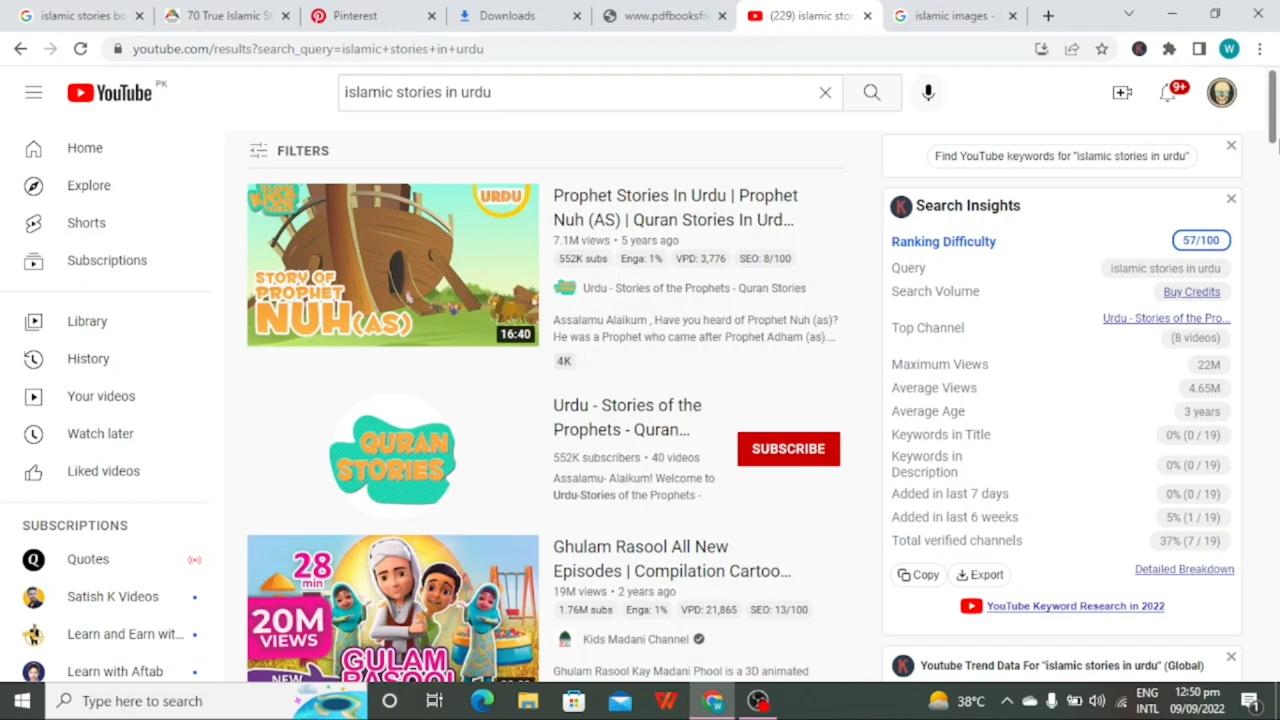 islamic stories bo
70 True Islamic St
Pinterest
Downloads
www.pdfbooksfre
(229) islamic stor
islamic images -
youtube.com/results?search_query=islamic+stories+in+urdu
W
YouTube PK
islamic stories in urdu
9+
Home
Explore
Shorts
Subscriptions
Library
History
Your videos
Watch later
Liked videos
SUBSCRIPTIONS
Quotes
Satish K Videos
Learn and Earn wit...
Learn with Aftab
FILTERS
URDU
STORY OF
PROPHET
NUH(AS)
16:40
Prophet Stories In Urdu | Prophet
Nuh (AS) | Quran Stories In Urd...
7.1M views • 5 years ago
552K subs Enga: 1% VPD: 3,776 SEO: 8/100
Urdu - Stories of the Prophets - Quran Stories
Assalamu Alaikum , Have you heard of Prophet Nuh (as)?
He was a Prophet who came after Prophet Adham (as)....
4K
QURAN
STORIES
Urdu - Stories of the
Prophets - Quran...
552K subscribers • 40 videos
Assalamu- Alaikum! Welcome to
Urdu-Stories of the Prophets -
SUBSCRIBE
28
min
20M
VIEWS
GULAM
RASOOL
NEW
Ghulam Rasool All New
Episodes | Compilation Cartoo...
19M views • 2 years ago
1.76M subs Enga: 1% VPD: 21,865 SEO: 13/100
Kids Madani Channel
Ghulam Rasool Kay Madani Phool is a 3D animated
Find YouTube keywords for "islamic stories in urdu"
K Search Insights
Ranking Difficulty 57/100
Query islamic stories in urdu
Search Volume Buy Credits
Top Channel Urdu - Stories of the Pro...
(8 videos)
Maximum Views 22M
Average Views 4.65M
Average Age 3 years
Keywords in Title 0% (0 / 19)
Keywords in
Description 0% (0 / 19)
Added in last 7 days 0% (0 / 19)
Added in last 6 weeks 5% (1 / 19)
Total verified channels 37% (7 / 19)
Copy Export Detailed Breakdown
YouTube Keyword Research in 2022
K Youtube Trend Data For "islamic stories in urdu" (Global)
Type here to search
38°C
ENG
INTL
12:50 pm
09/09/2022
1